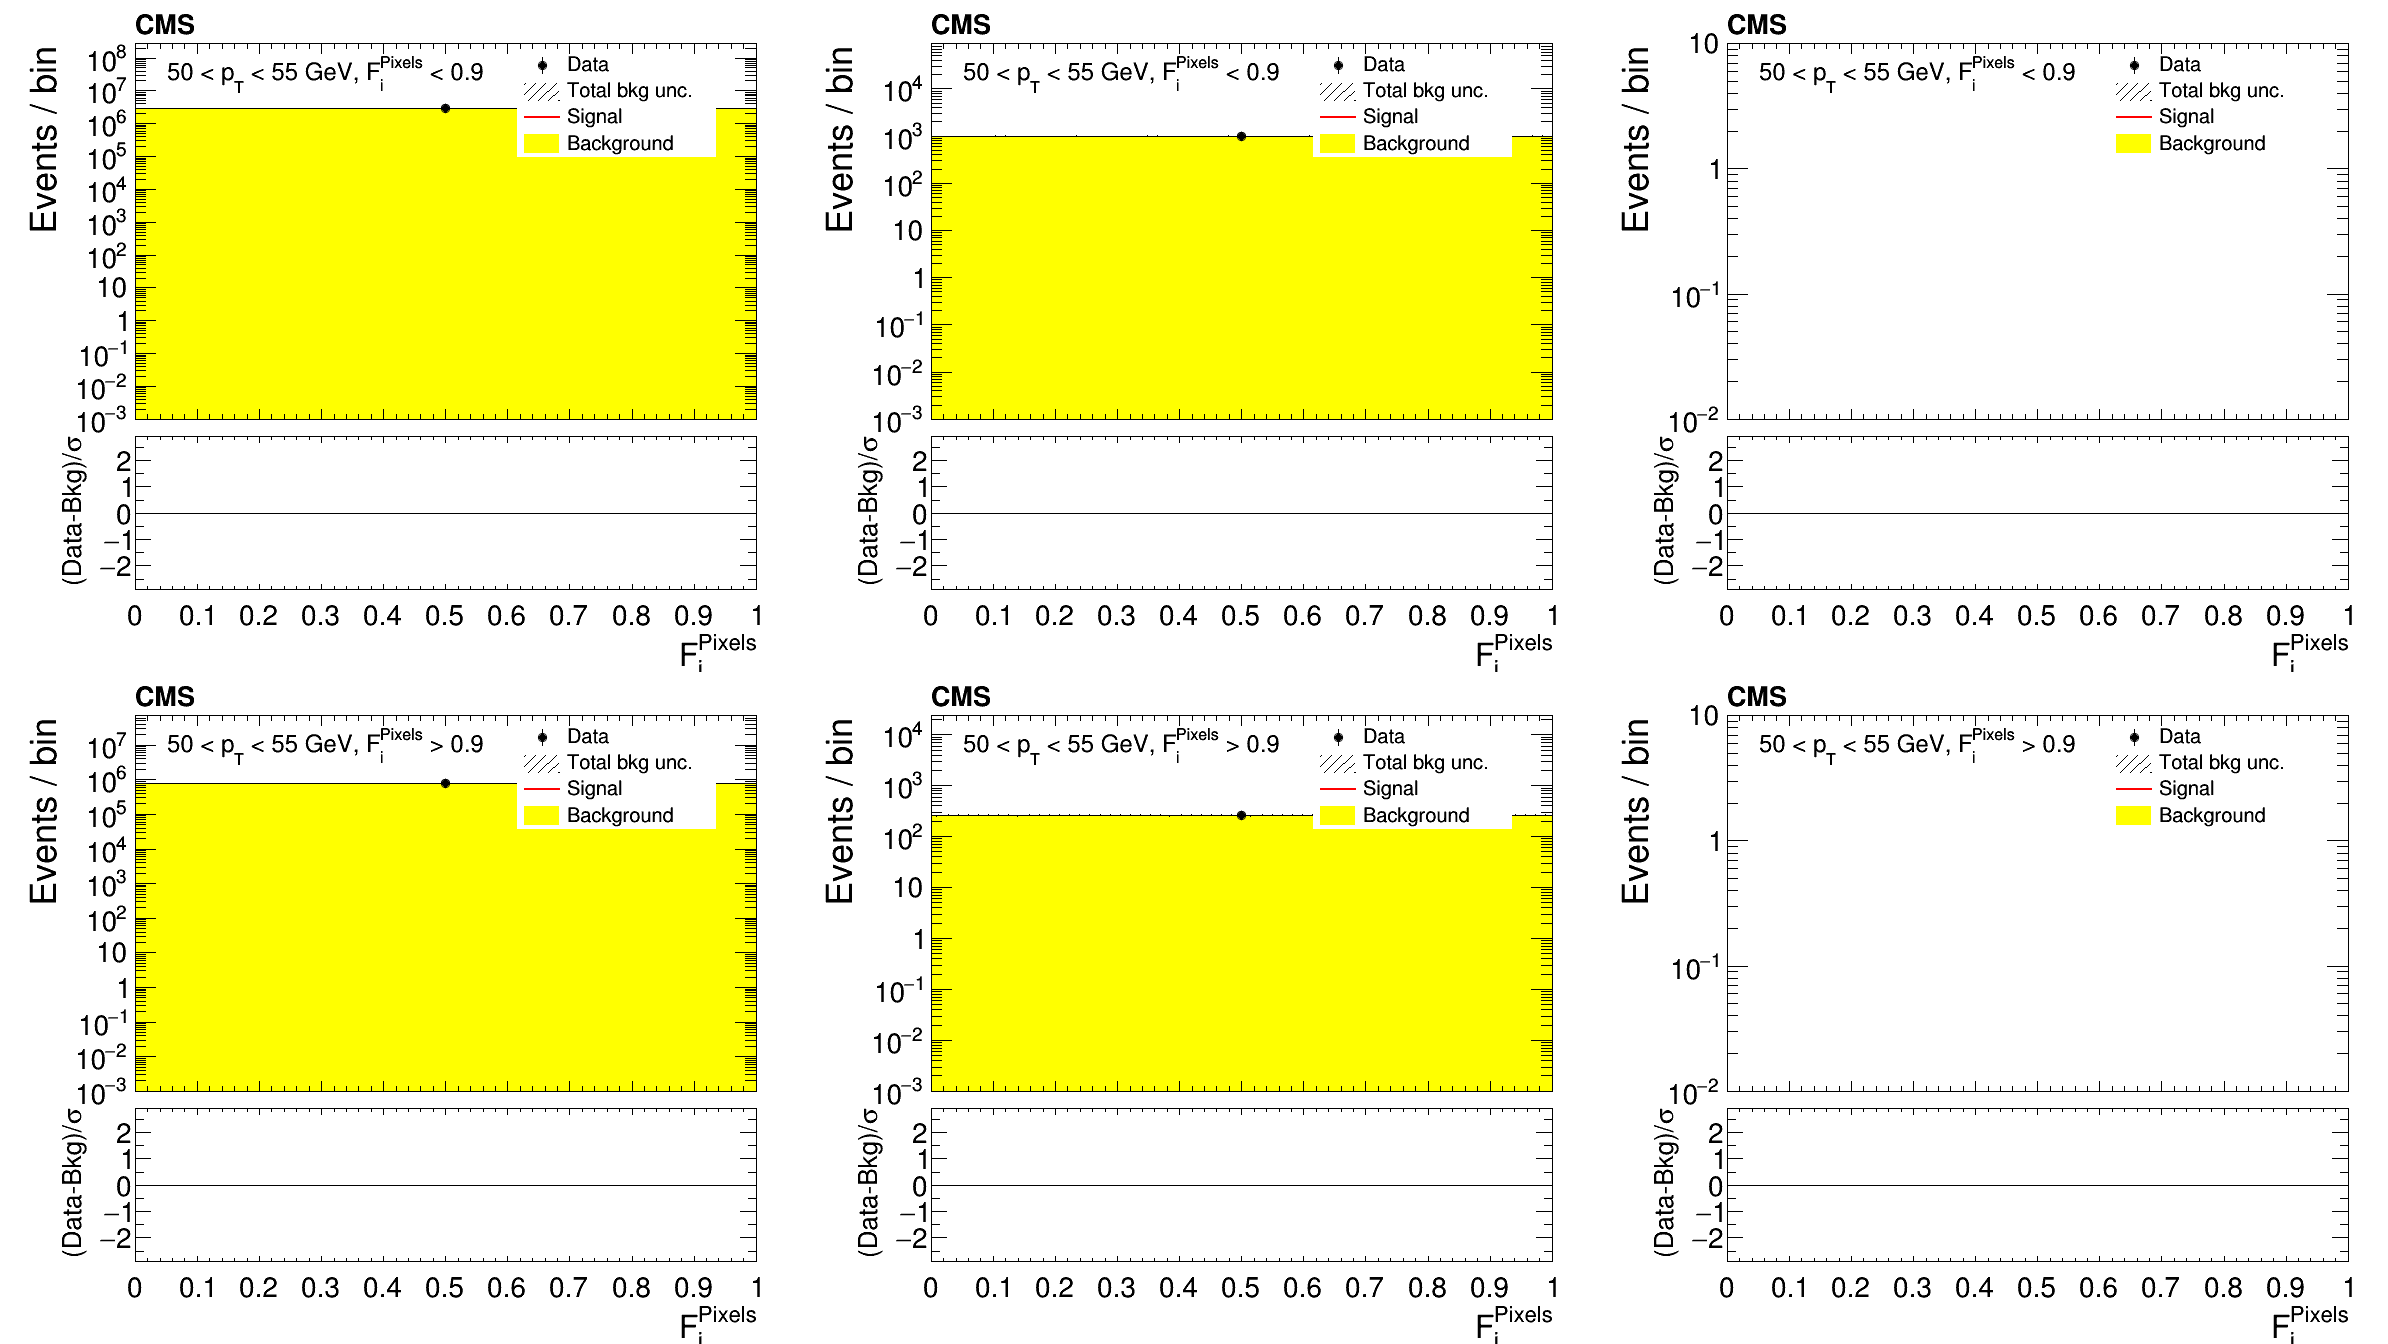 CMS
Events / bin
10^8
10^7
10^6
10^5
10^4
10^3
10^2
10
1
10^−1
10^−2
10^−3
50 < p_T < 55 GeV, F_i^Pixels < 0.9
Data
Total bkg unc.
Signal
Background
(Data-Bkg)/σ
2
1
0
−1
−2
0 0.1 0.2 0.3 0.4 0.5 0.6 0.7 0.8 0.9 1
F_i^Pixels
CMS
Events / bin
10^4
10^3
10^2
10
1
10^−1
10^−2
10^−3
50 < p_T < 55 GeV, F_i^Pixels < 0.9
Data
Total bkg unc.
Signal
Background
(Data-Bkg)/σ
2
1
0
−1
−2
0 0.1 0.2 0.3 0.4 0.5 0.6 0.7 0.8 0.9 1
F_i^Pixels
CMS
Events / bin
10
1
10^−1
10^−2
50 < p_T < 55 GeV, F_i^Pixels < 0.9
Data
Total bkg unc.
Signal
Background
(Data-Bkg)/σ
2
1
0
−1
−2
0 0.1 0.2 0.3 0.4 0.5 0.6 0.7 0.8 0.9 1
F_i^Pixels
CMS
Events / bin
10^7
10^6
10^5
10^4
10^3
10^2
10
1
10^−1
10^−2
10^−3
50 < p_T < 55 GeV, F_i^Pixels > 0.9
Data
Total bkg unc.
Signal
Background
(Data-Bkg)/σ
2
1
0
−1
−2
0 0.1 0.2 0.3 0.4 0.5 0.6 0.7 0.8 0.9 1
F_i^Pixels
CMS
Events / bin
10^4
10^3
10^2
10
1
10^−1
10^−2
10^−3
50 < p_T < 55 GeV, F_i^Pixels > 0.9
Data
Total bkg unc.
Signal
Background
(Data-Bkg)/σ
2
1
0
−1
−2
0 0.1 0.2 0.3 0.4 0.5 0.6 0.7 0.8 0.9 1
F_i^Pixels
CMS
Events / bin
10
1
10^−1
10^−2
50 < p_T < 55 GeV, F_i^Pixels > 0.9
Data
Total bkg unc.
Signal
Background
(Data-Bkg)/σ
2
1
0
−1
−2
0 0.1 0.2 0.3 0.4 0.5 0.6 0.7 0.8 0.9 1
F_i^Pixels